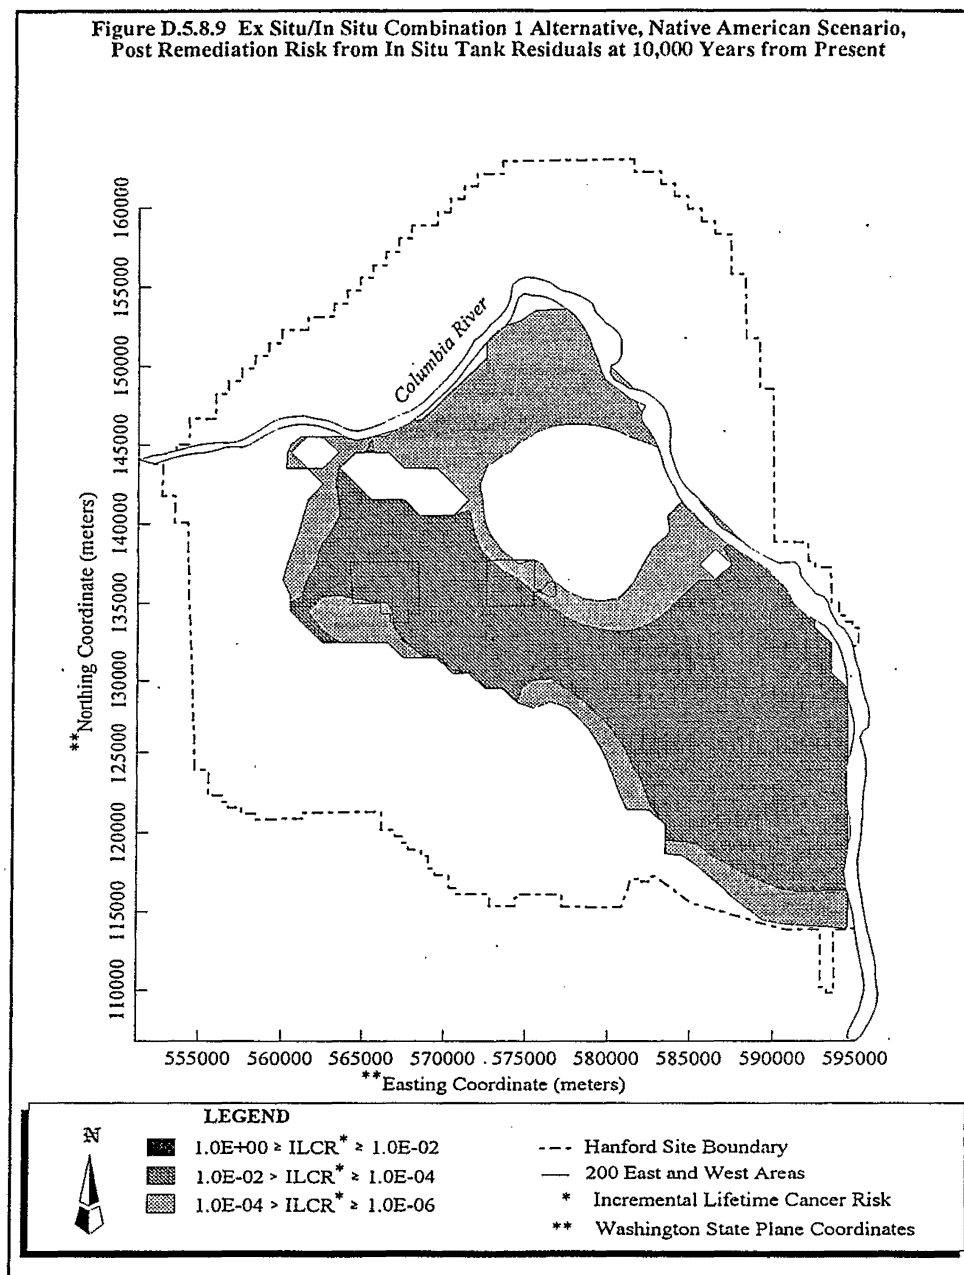 Figure D.5.8.9 Ex Situ/In Situ Combination 1 Alternative, Native American Scenario,
Post Remediation Risk from In Situ Tank Residuals at 10,000 Years from Present
160000
155000
150000
145000
140000
135000
130000
125000
120000
115000
110000
**Northing Coordinate (meters)
Columbia River
555000 560000 565000 570000 575000 580000 585000 590000 595000
**Easting Coordinate (meters)
LEGEND
N
1.0E+00 ≥ ILCR* ≥ 1.0E-02
1.0E-02 > ILCR* ≥ 1.0E-04
1.0E-04 > ILCR* ≥ 1.0E-06
Hanford Site Boundary
200 East and West Areas
* Incremental Lifetime Cancer Risk
** Washington State Plane Coordinates